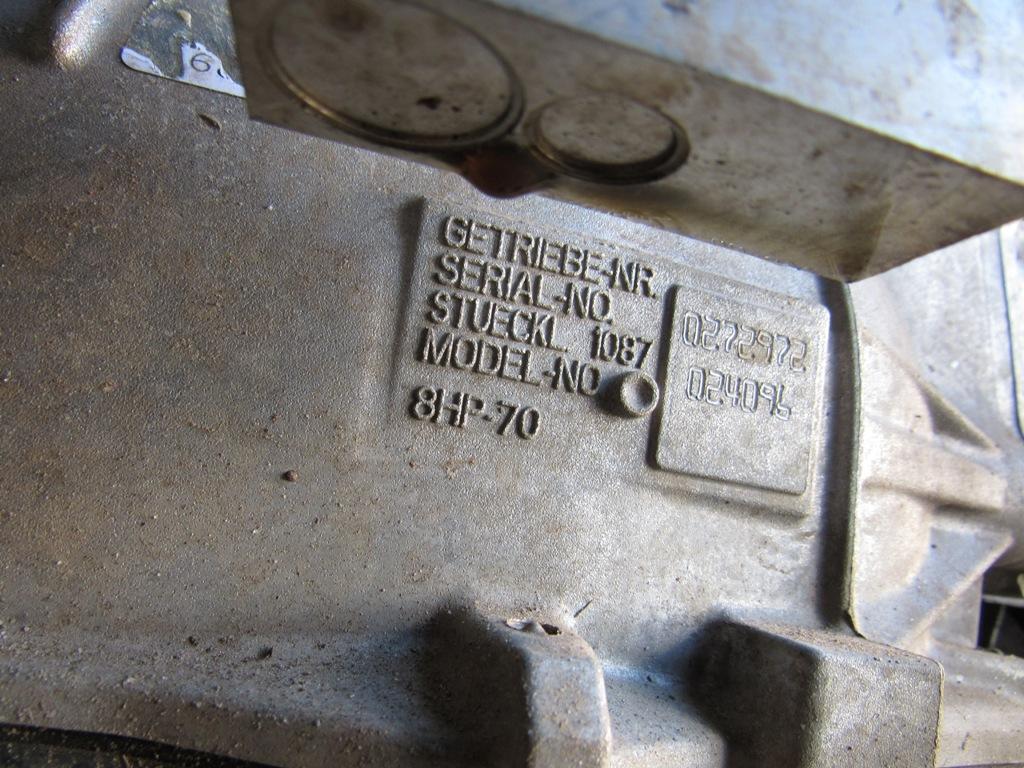 GETRIEBE-NR.
SERIAL-NO. 0272972
STUECKL. 1087
MODEL-NO 024096
8HP-70